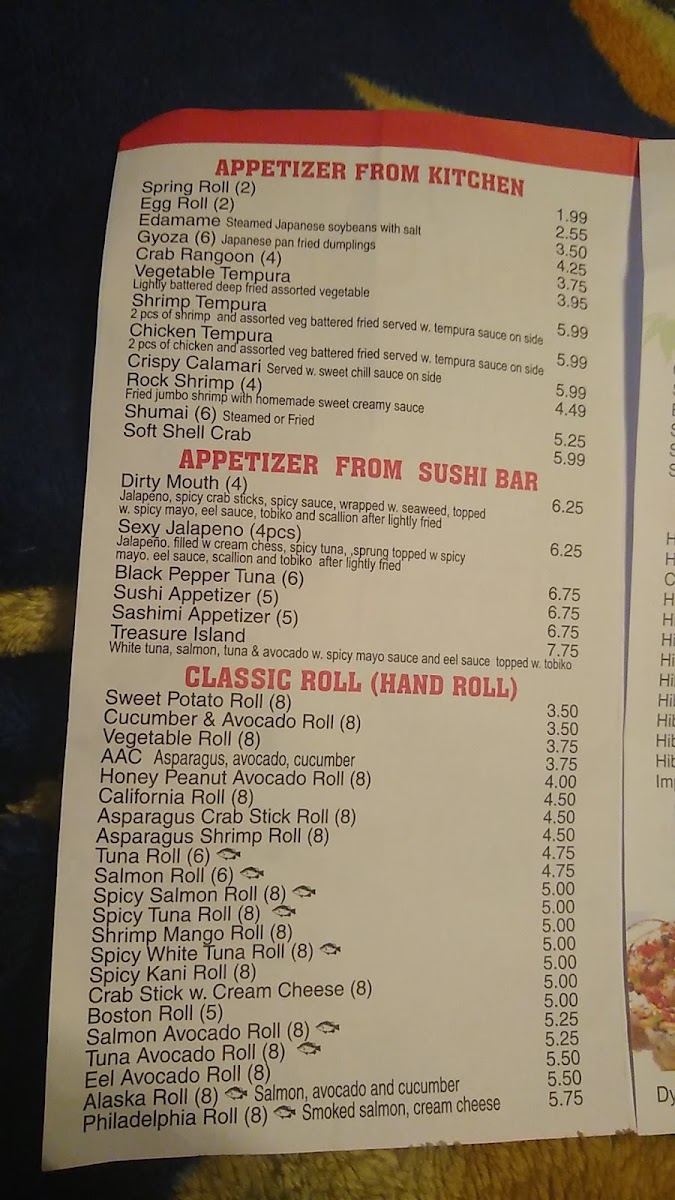 APPETIZER FROM KITCHEN
Spring Roll (2) 1.99
Egg Roll (2) 2.55
Edamame Steamed Japanese soybeans with salt 3.50
Gyoza (6) Japanese pan fried dumplings 4.25
Crab Rangoon (4) 3.75
Vegetable Tempura 3.95
Lightly battered deep fried assorted vegetable
Shrimp Tempura 5.99
2 pcs of shrimp and assorted veg battered fried served w. tempura sauce on side
Chicken Tempura 5.99
2 pcs of chicken and assorted veg battered fried served w. tempura sauce on side
Crispy Calamari Served w. sweet chill sauce on side 5.99
Rock Shrimp (4) 4.49
Fried jumbo shrimp with homemade sweet creamy sauce
Shumai (6) Steamed or Fried 5.25
Soft Shell Crab 5.99
APPETIZER FROM SUSHI BAR
Dirty Mouth (4) 6.25
Jalapeno, spicy crab sticks, spicy sauce, wrapped w. seaweed, topped
w. spicy mayo, eel sauce, tobiko and scallion after lightly fried
Sexy Jalapeno (4pcs) 6.25
Jalapeno. filled w cream chess, spicy tuna, ,sprung topped w spicy
mayo. eel sauce, scallion and tobiko after lightly fried
Black Pepper Tuna (6) 6.75
Sushi Appetizer (5) 6.75
Sashimi Appetizer (5) 6.75
Treasure Island 7.75
White tuna, salmon, tuna & avocado w. spicy mayo sauce and eel sauce topped w. tobiko
CLASSIC ROLL (HAND ROLL)
Sweet Potato Roll (8) 3.50
Cucumber & Avocado Roll (8) 3.50
Vegetable Roll (8) 3.75
AAC Asparagus, avocado, cucumber 3.75
Honey Peanut Avocado Roll (8) 4.00
California Roll (8) 4.50
Asparagus Crab Stick Roll (8) 4.50
Asparagus Shrimp Roll (8) 4.50
Tuna Roll (6) 4.75
Salmon Roll (6) 4.75
Spicy Salmon Roll (8) 5.00
Spicy Tuna Roll (8) 5.00
Shrimp Mango Roll (8) 5.00
Spicy White Tuna Roll (8) 5.00
Spicy Kani Roll (8) 5.00
Crab Stick w. Cream Cheese (8) 5.00
Boston Roll (5) 5.00
Salmon Avocado Roll (8) 5.25
Tuna Avocado Roll (8) 5.25
Eel Avocado Roll (8) 5.50
Alaska Roll (8) Salmon, avocado and cucumber 5.50
Philadelphia Roll (8) Smoked salmon, cream cheese 5.75